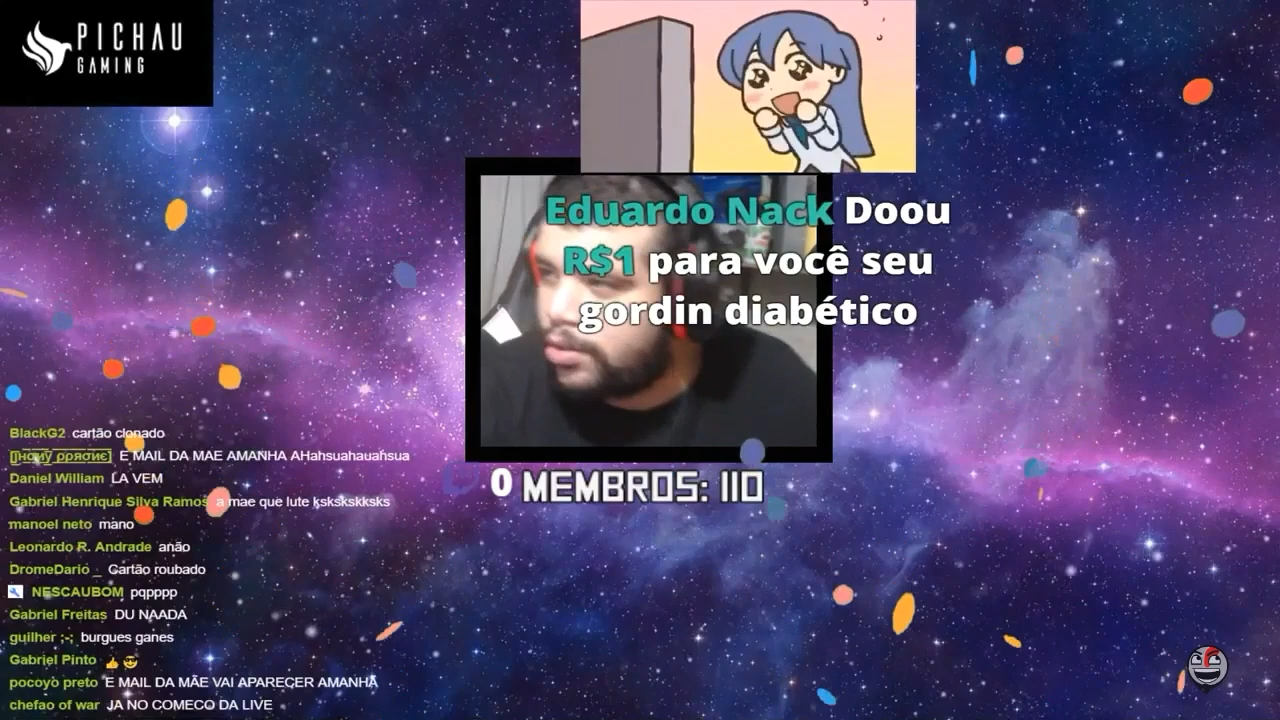 PICHAU
GAMING
Eduardo Nack Doou
R$1 para você seu
gordin diabético
0 MEMBROS: 110
BlackG2 cartão clonado
E MAIL DA MAE AMANHA AHahsuahauahsua
Daniel William LA VEM
Gabriel Henrique Silva Ramos a mae que lute kskskskksks
manoel neto mano
Leonardo R. Andrade anão
DromeDario _ Cartão roubado
NESCAUBOM pqpppp
Gabriel Freitas DU NAADA
guilher ;-; burgues ganes
Gabriel Pinto 👍 😎
pocoyo preto E MAIL DA MÃE VAI APARECER AMANHÃ
chefao of war JA NO COMECO DA LIVE